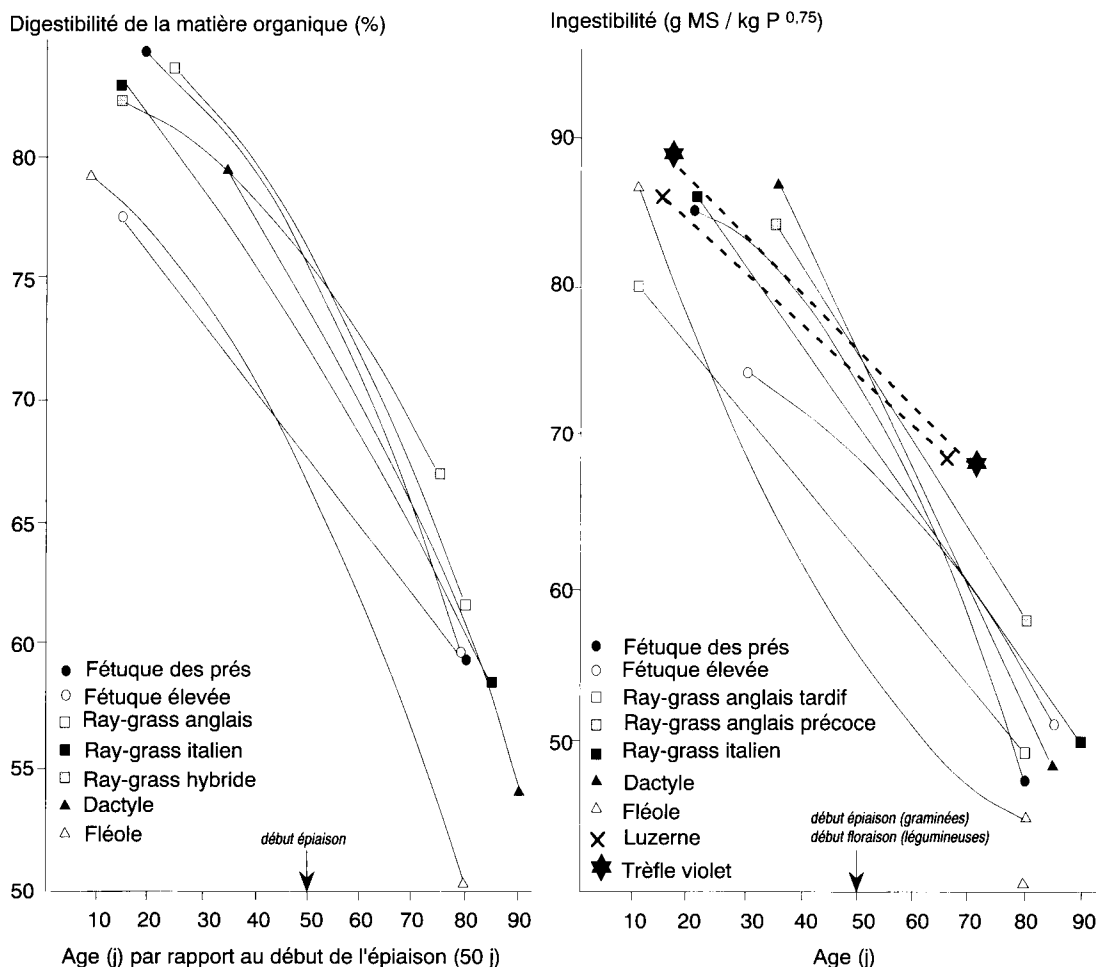 Digestibilité de la matière organique (%)
80
75
70
65
60
55
50
Fétuque des prés
Fétuque élevée
Ray-grass anglais
Ray-grass italien
Ray-grass hybride
Dactyle
Fléole
début épiaison
10 20 30 40 50 60 70 80 90
Age (j) par rapport au début de l'épiaison (50 j)
Ingestibilité (g MS / kg P 0,75)
90
80
70
60
50
Fétuque des prés
Fétuque élevée
Ray-grass anglais tardif
Ray-grass anglais précoce
Ray-grass italien
Dactyle
Fléole
Luzerne
Trèfle violet
début épiaison (graminées)
début floraison (légumineuses)
10 20 30 40 50 60 70 80 90
Age (j)